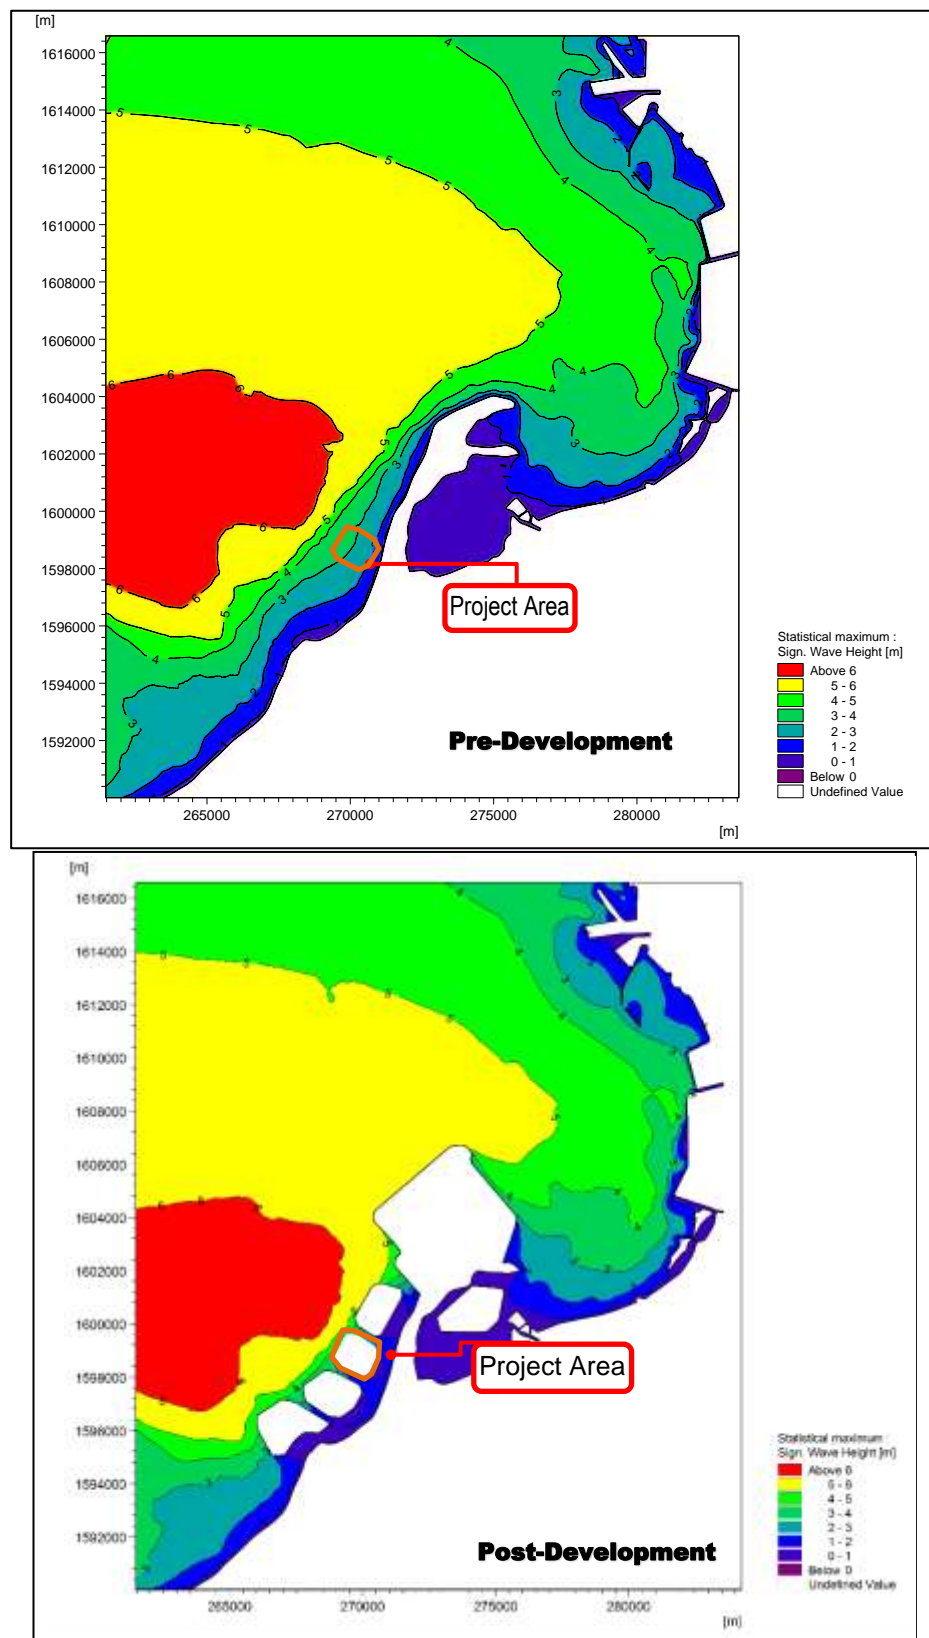 [m]
1616000
1614000
1612000
1610000
1608000
1606000
1604000
1602000
1600000
1598000
1596000
1594000
1592000
265000
270000
275000
280000
[m]
Project Area
Pre-Development
Statistical maximum :
Sign. Wave Height [m]
Above 6
5 - 6
4 - 5
3 - 4
2 - 3
1 - 2
0 - 1
Below 0
Undefined Value
[m]
1616000
1614000
1612000
1610000
1608000
1606000
1604000
1602000
1600000
1598000
1596000
1594000
1592000
265000
270000
275000
280000
[m]
Project Area
Post-Development
Statistical maximum :
Sign. Wave Height [m]
Above 6
5 - 6
4 - 5
3 - 4
2 - 3
1 - 2
0 - 1
Below 0
Undefined Value